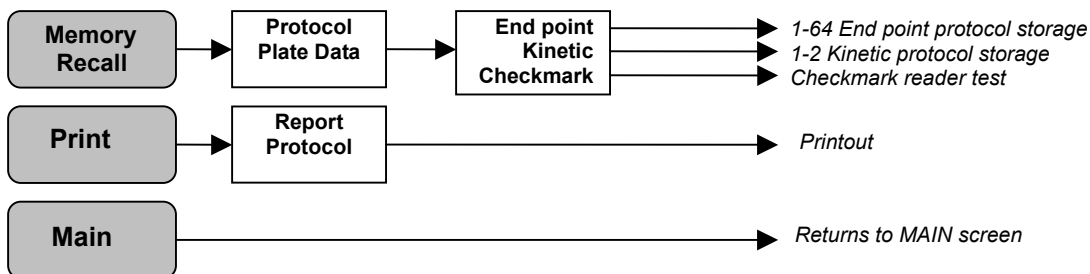 Memory
Recall
Protocol
Plate Data
End point
Kinetic
Checkmark
1-64 End point protocol storage
1-2 Kinetic protocol storage
Checkmark reader test
Print
Report
Protocol
Printout
Main
Returns to MAIN screen